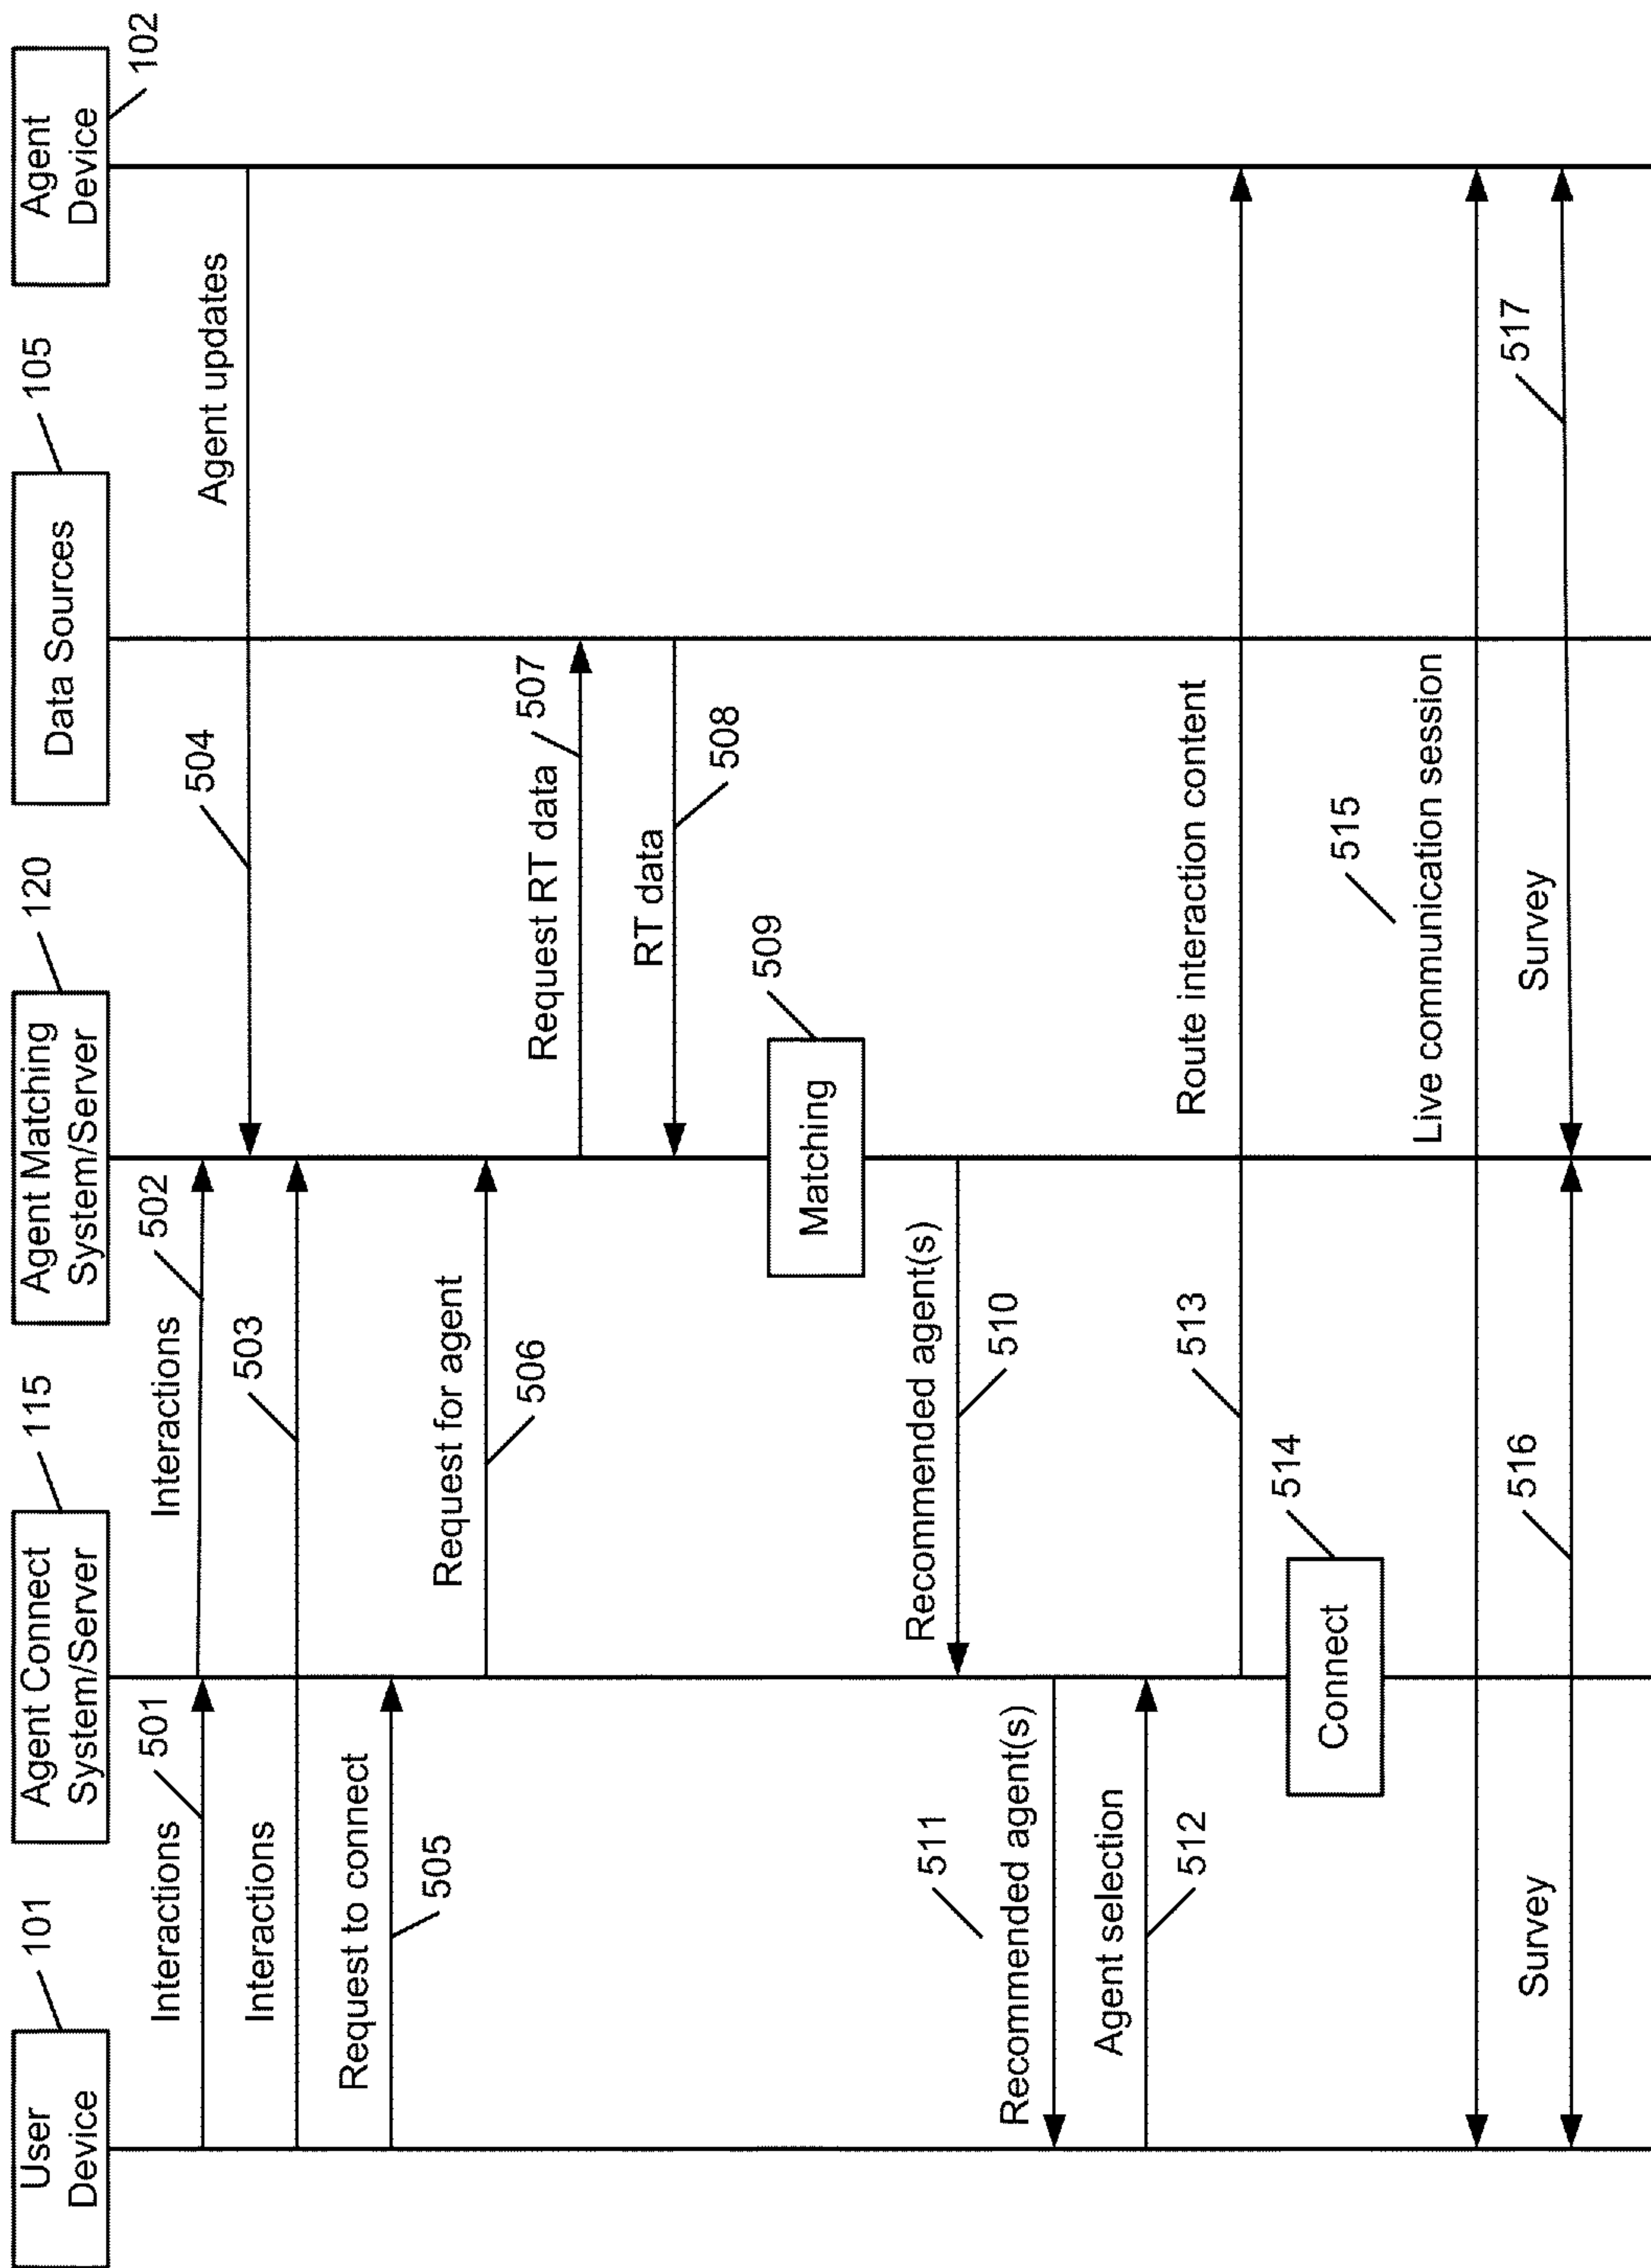 User
Device
101
Agent Connect
System/Server
115
Agent Matching
System/Server
120
Data Sources
105
Agent
Device
102
Interactions
501
Interactions
502
Agent updates
504
Interactions
503
Request to connect
505
Request for agent
506
Request RT data
507
RT data
508
Matching
509
Recommended agent(s)
510
511
Recommended agent(s)
Agent selection
512
513
Route interaction content
Connect
514
515
Live communication session
Survey
516
Survey
517